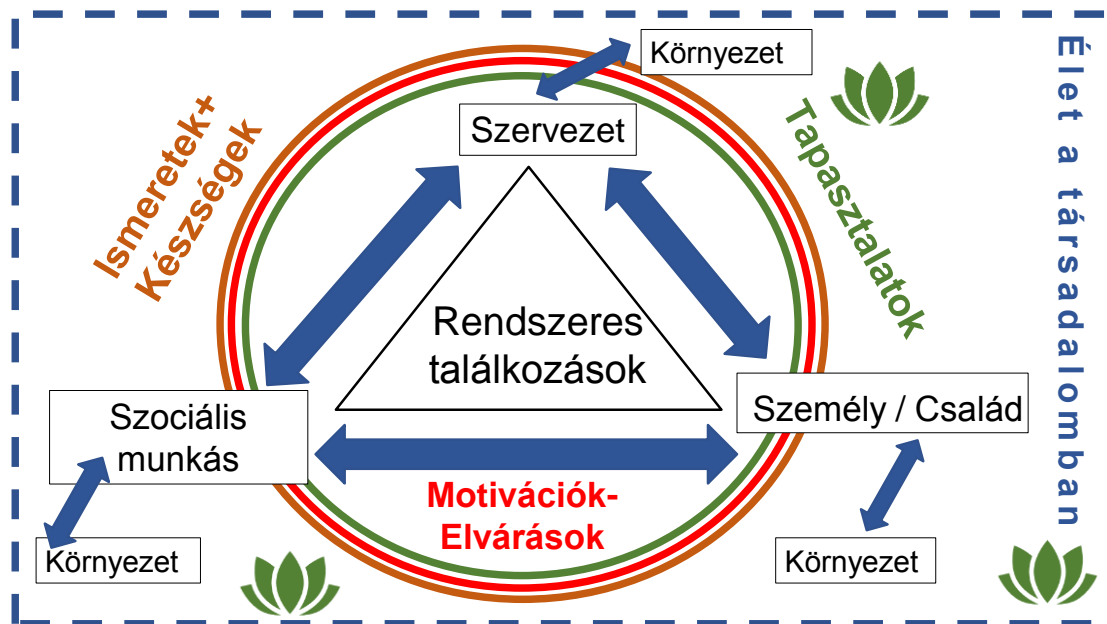 Környezet
Szervezet
Ismeretek+
Készségek
Tapasztalatok
Élet a társadalomban
Rendszeres
találkozások
Szociális
munkás
Személy / Család
Motivációk-
Elvárások
Környezet
Környezet